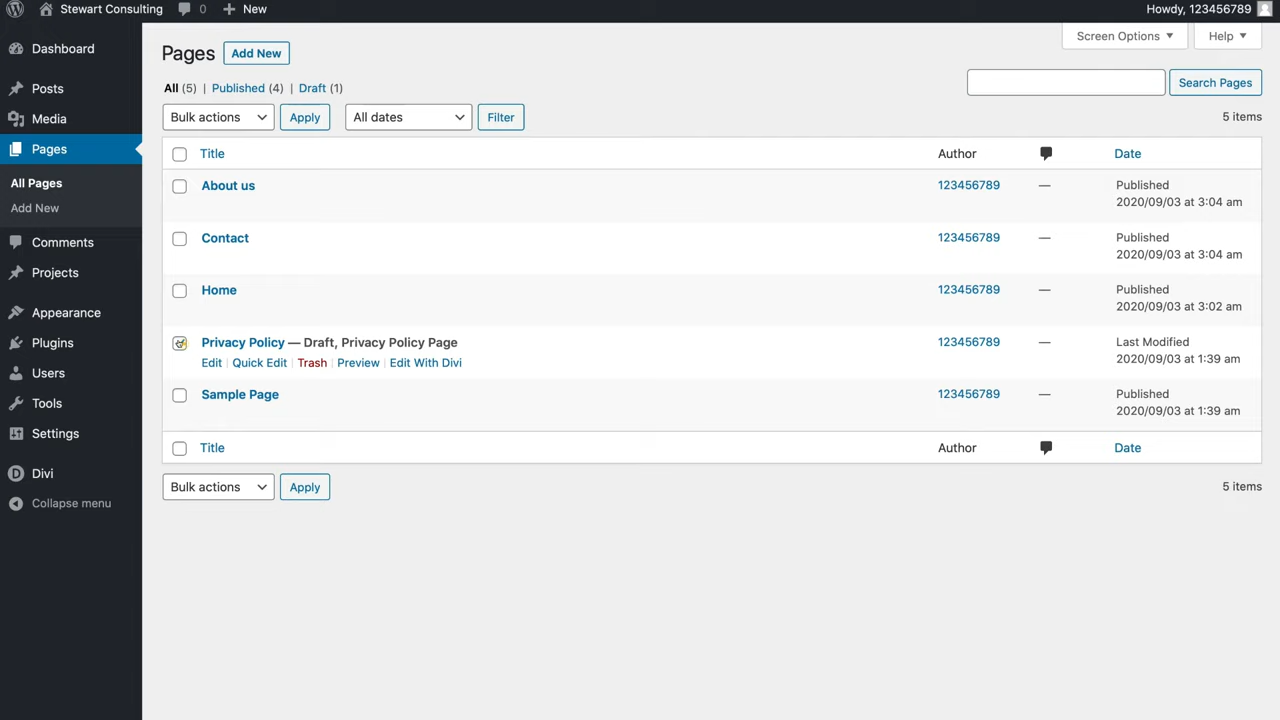 Stewart Consulting 0 New Howdy, 123456789
Screen Options Help
Dashboard
Posts
Media
Pages
All Pages
Add New
Comments
Projects
Appearance
Plugins
Users
Tools
Settings
Divi
Collapse menu
Pages Add New
All (5) | Published (4) | Draft (1)
Search Pages
Bulk actions Apply All dates Filter 5 items
Title Author Date
About us 123456789 — Published
2020/09/03 at 3:04 am
Contact 123456789 — Published
2020/09/03 at 3:04 am
Home 123456789 — Published
2020/09/03 at 3:02 am
Privacy Policy — Draft, Privacy Policy Page 123456789 — Last Modified
Edit | Quick Edit | Trash | Preview | Edit With Divi 2020/09/03 at 1:39 am
Sample Page 123456789 — Published
2020/09/03 at 1:39 am
Title Author Date
Bulk actions Apply 5 items